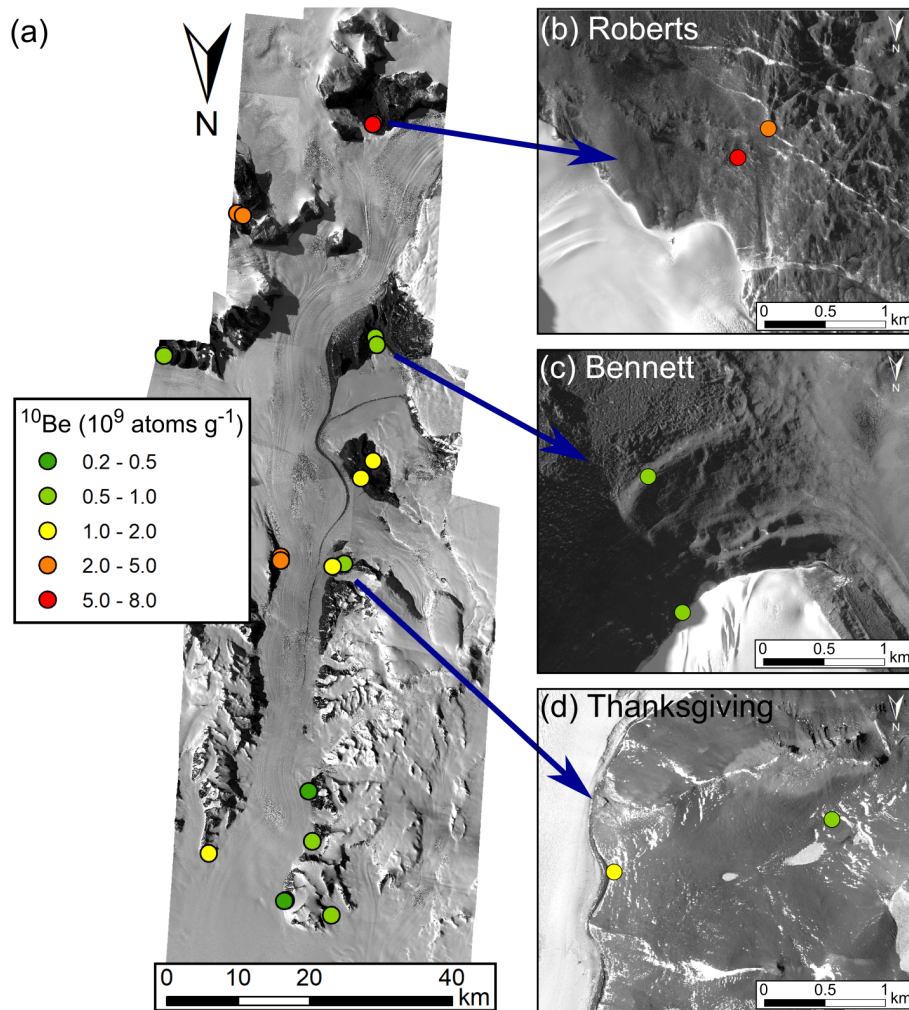 (a)
N
¹⁰Be (10⁹ atoms g⁻¹)
0.2 - 0.5
0.5 - 1.0
1.0 - 2.0
2.0 - 5.0
5.0 - 8.0
0 10 20 40
km
(b) Roberts
N
0 0.5 1
km
(c) Bennett
N
0 0.5 1
km
(d) Thanksgiving
N
0 0.5 1
km